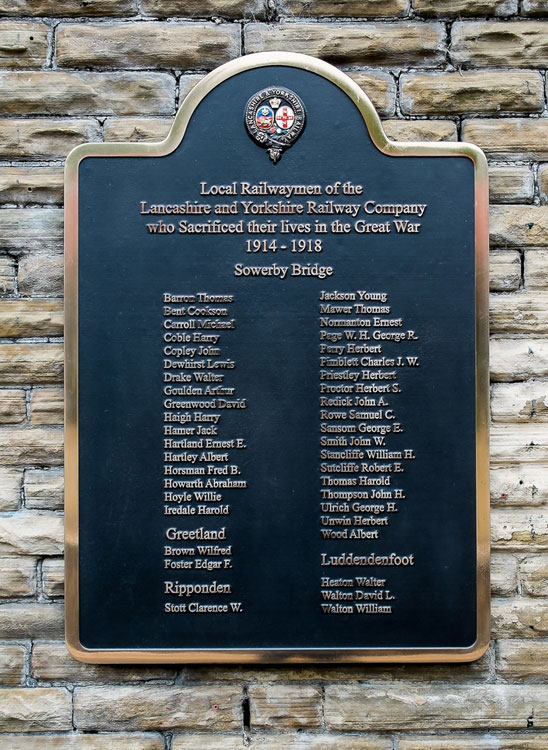 LANCASHIRE & YORKSHIRE RAILWAY
Local Railwaymen of the
Lancashire and Yorkshire Railway Company
who Sacrificed their lives in the Great War
1914 - 1918
Sowerby Bridge
Barron Thomas
Bent Cookson
Carroll Michael
Coble Harry
Copley John
Dewhirst Lewis
Drake Walter
Goulden Arthur
Greenwood David
Haigh Harry
Hamer Jack
Hartland Ernest E.
Hartley Albert
Horsman Fred B.
Howarth Abraham
Hoyle Willie
Iredale Harold
Greetland
Brown Wilfred
Foster Edgar F.
Ripponden
Stott Clarence W.
Jackson Young
Mawer Thomas
Normanton Ernest
Page W. H. George R.
Perry Herbert
Pimblett Charles J. W.
Priestley Herbert
Proctor Herbert S.
Redick John A.
Rowe Samuel C.
Sansom George E.
Smith John W.
Stancliffe William H.
Sutcliffe Robert E.
Thomas Harold
Thompson John H.
Ulrich George H.
Unwin Herbert
Wood Albert
Luddendenfoot
Heaton Walter
Walton David L.
Walton William